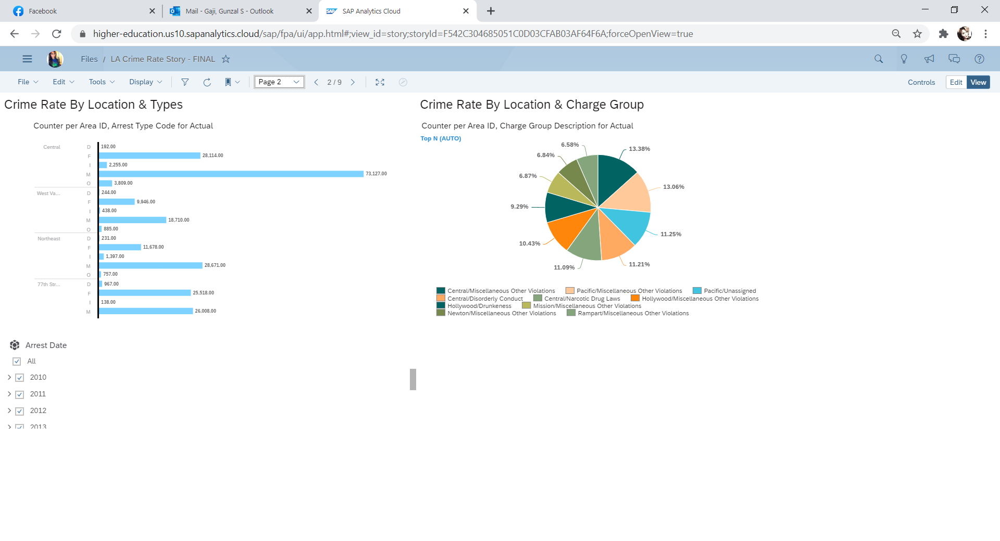 Facebook
Mail - Gaji, Gunzal S - Outlook
SAP Analytics Cloud
higher-education.us10.sapanalytics.cloud/sap/fpa/ui/app.html#;view_id=story;storyId=F542C304685051C0D03CFAB03AF64F6A;forceOpenView=true
Files / LA Crime Rate Story - FINAL
File Edit Tools Display Page 2 2 / 9 Controls Edit View
Crime Rate By Location & Types
Counter per Area ID, Arrest Type Code for Actual
Central D 192.00
F 28,114.00
I 2,255.00
M 73,127.00
O 3,809.00
West Va... D 244.00
F 9,946.00
I 438.00
M 18,710.00
O 885.00
Northeast D 231.00
F 11,678.00
I 1,397.00
M 28,671.00
O 757.00
77th Str... D 967.00
F 25,518.00
I 138.00
M 26,008.00
Crime Rate By Location & Charge Group
Counter per Area ID, Charge Group Description for Actual
Top N (AUTO)
13.38%
13.06%
11.25%
11.21%
11.09%
10.43%
9.29%
6.87%
6.84%
6.58%
Central/Miscellaneous Other Violations Pacific/Miscellaneous Other Violations Pacific/Unassigned
Central/Disorderly Conduct Central/Narcotic Drug Laws Hollywood/Miscellaneous Other Violations
Hollywood/Drunkeness Mission/Miscellaneous Other Violations
Newton/Miscellaneous Other Violations Rampart/Miscellaneous Other Violations
Arrest Date
All
2010
2011
2012
2013